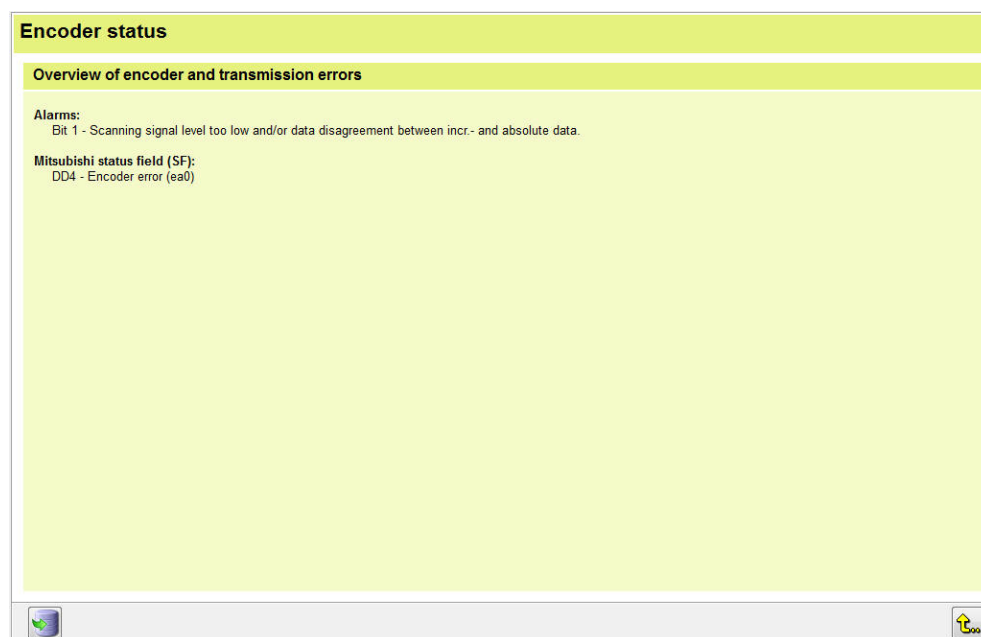 Encoder status
Overview of encoder and transmission errors
Alarms:
Bit 1 - Scanning signal level too low and/or data disagreement between incr.- and absolute data.
Mitsubishi status field (SF):
DD4 - Encoder error (ea0)